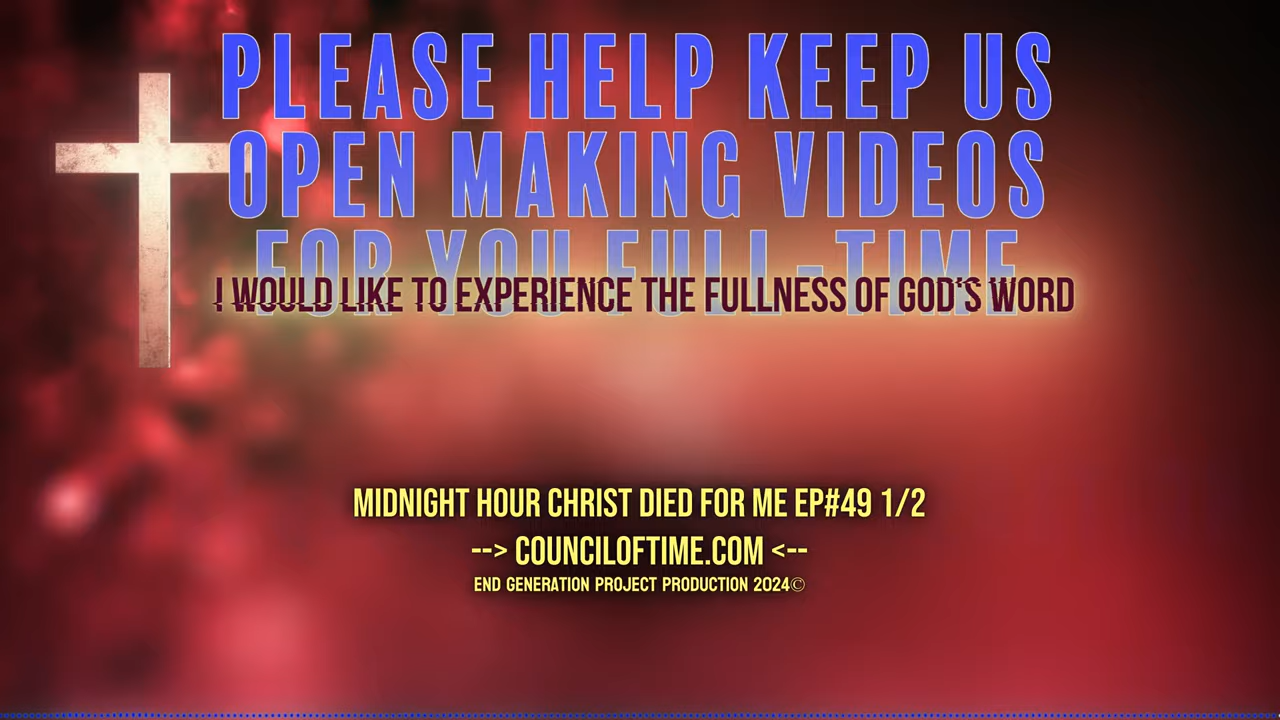 PLEASE HELP KEEP US
OPEN MAKING VIDEOS
FOR YOU FULL-TIME
I WOULD LIKE TO EXPERIENCE THE FULLNESS OF GOD'S WORD
MIDNIGHT HOUR CHRIST DIED FOR ME EP#49 1/2
--> COUNCILOFTIME.COM <--
END GENERATION PROJECT PRODUCTION 2024©